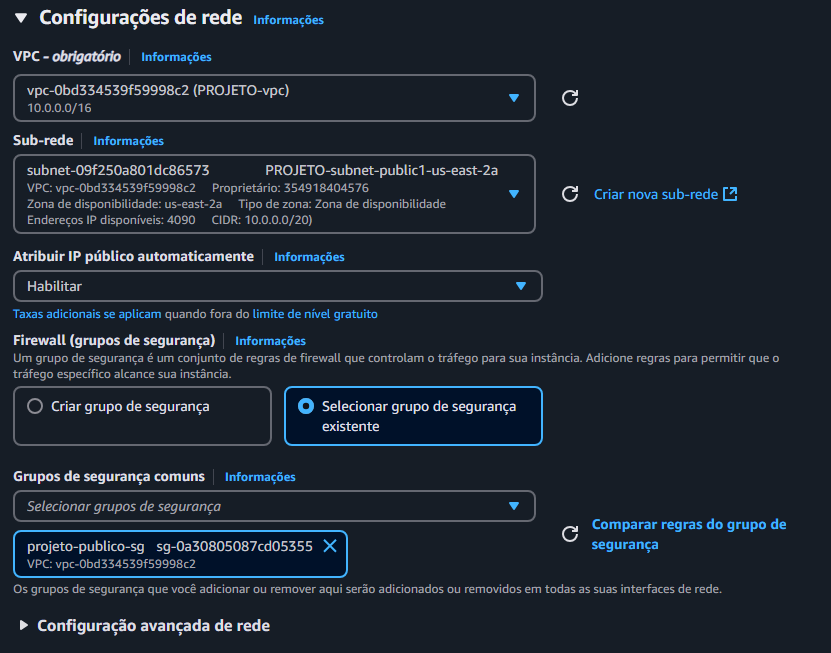 Configurações de rede Informações
VPC – obrigatório Informações
vpc-0bd334539f59998c2 (PROJETO-vpc)
10.0.0.0/16
Sub-rede Informações
subnet-09f250a801dc86573 PROJETO-subnet-public1-us-east-2a
VPC: vpc-0bd334539f59998c2 Proprietário: 354918404576
Zona de disponibilidade: us-east-2a Tipo de zona: Zona de disponibilidade
Endereços IP disponíveis: 4090 CIDR: 10.0.0.0/20)
Criar nova sub-rede
Atribuir IP público automaticamente Informações
Habilitar
Taxas adicionais se aplicam quando fora do limite de nível gratuito
Firewall (grupos de segurança) Informações
Um grupo de segurança é um conjunto de regras de firewall que controlam o tráfego para sua instância. Adicione regras para permitir que o
tráfego específico alcance sua instância.
Criar grupo de segurança
Selecionar grupo de segurança
existente
Grupos de segurança comuns Informações
Selecionar grupos de segurança
projeto-publico-sg sg-0a30805087cd05355
VPC: vpc-0bd334539f59998c2
Comparar regras do grupo de
segurança
Os grupos de segurança que você adicionar ou remover aqui serão adicionados ou removidos em todas as suas interfaces de rede.
Configuração avançada de rede